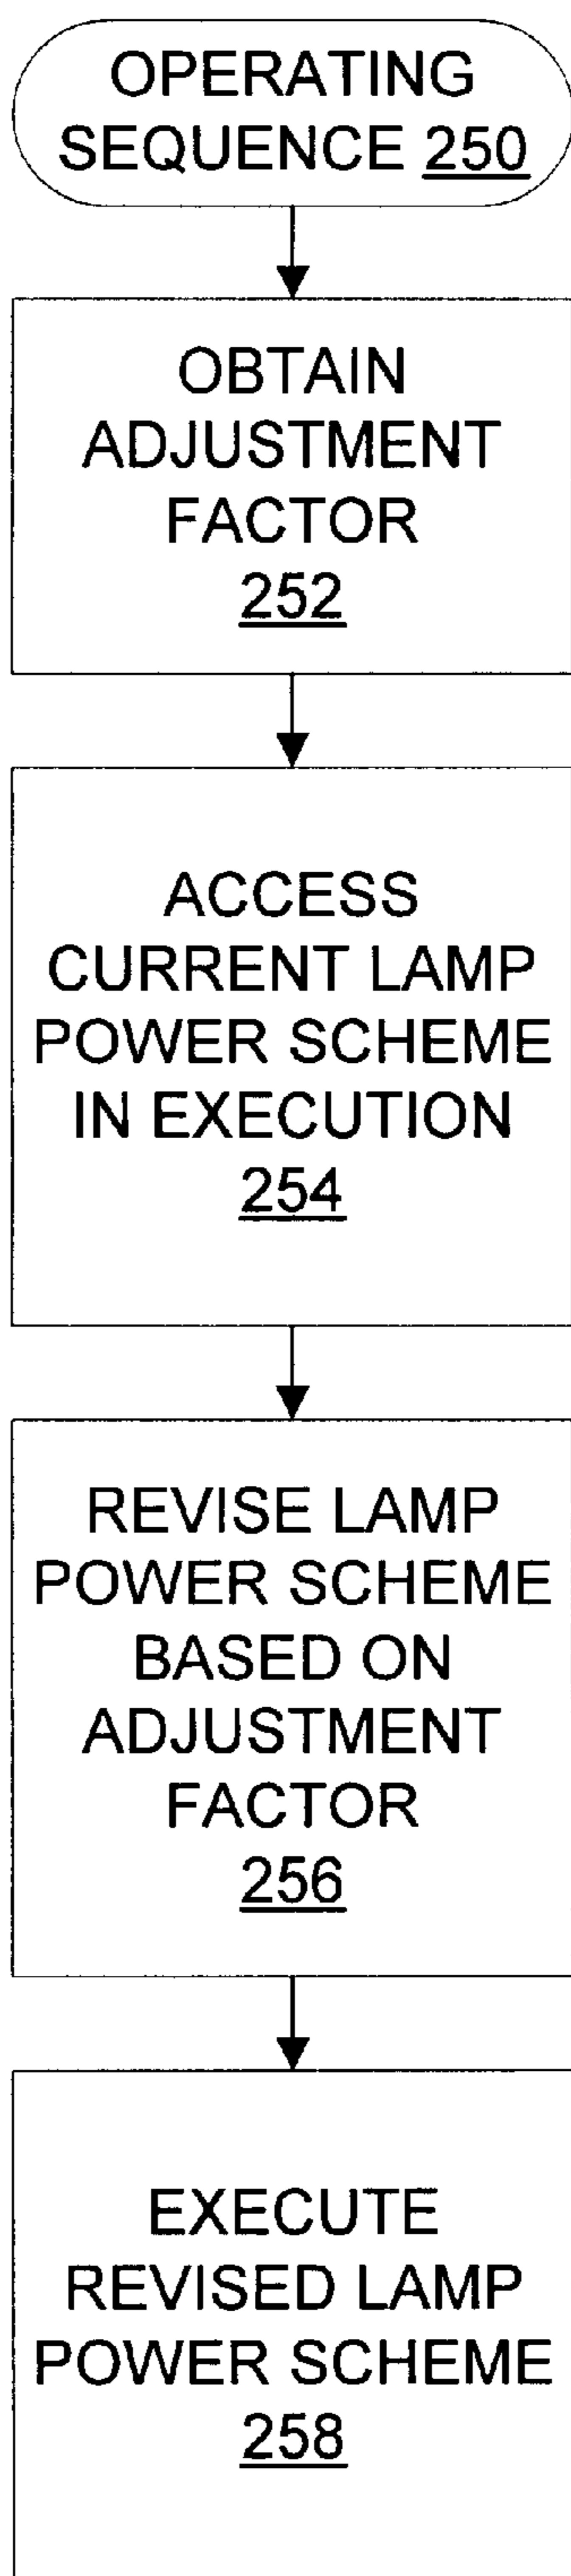 OPERATING
SEQUENCE 250
OBTAIN
ADJUSTMENT
FACTOR
252
ACCESS
CURRENT LAMP
POWER SCHEME
IN EXECUTION
254
REVISE LAMP
POWER SCHEME
BASED ON
ADJUSTMENT
FACTOR
256
EXECUTE
REVISED LAMP
POWER SCHEME
258